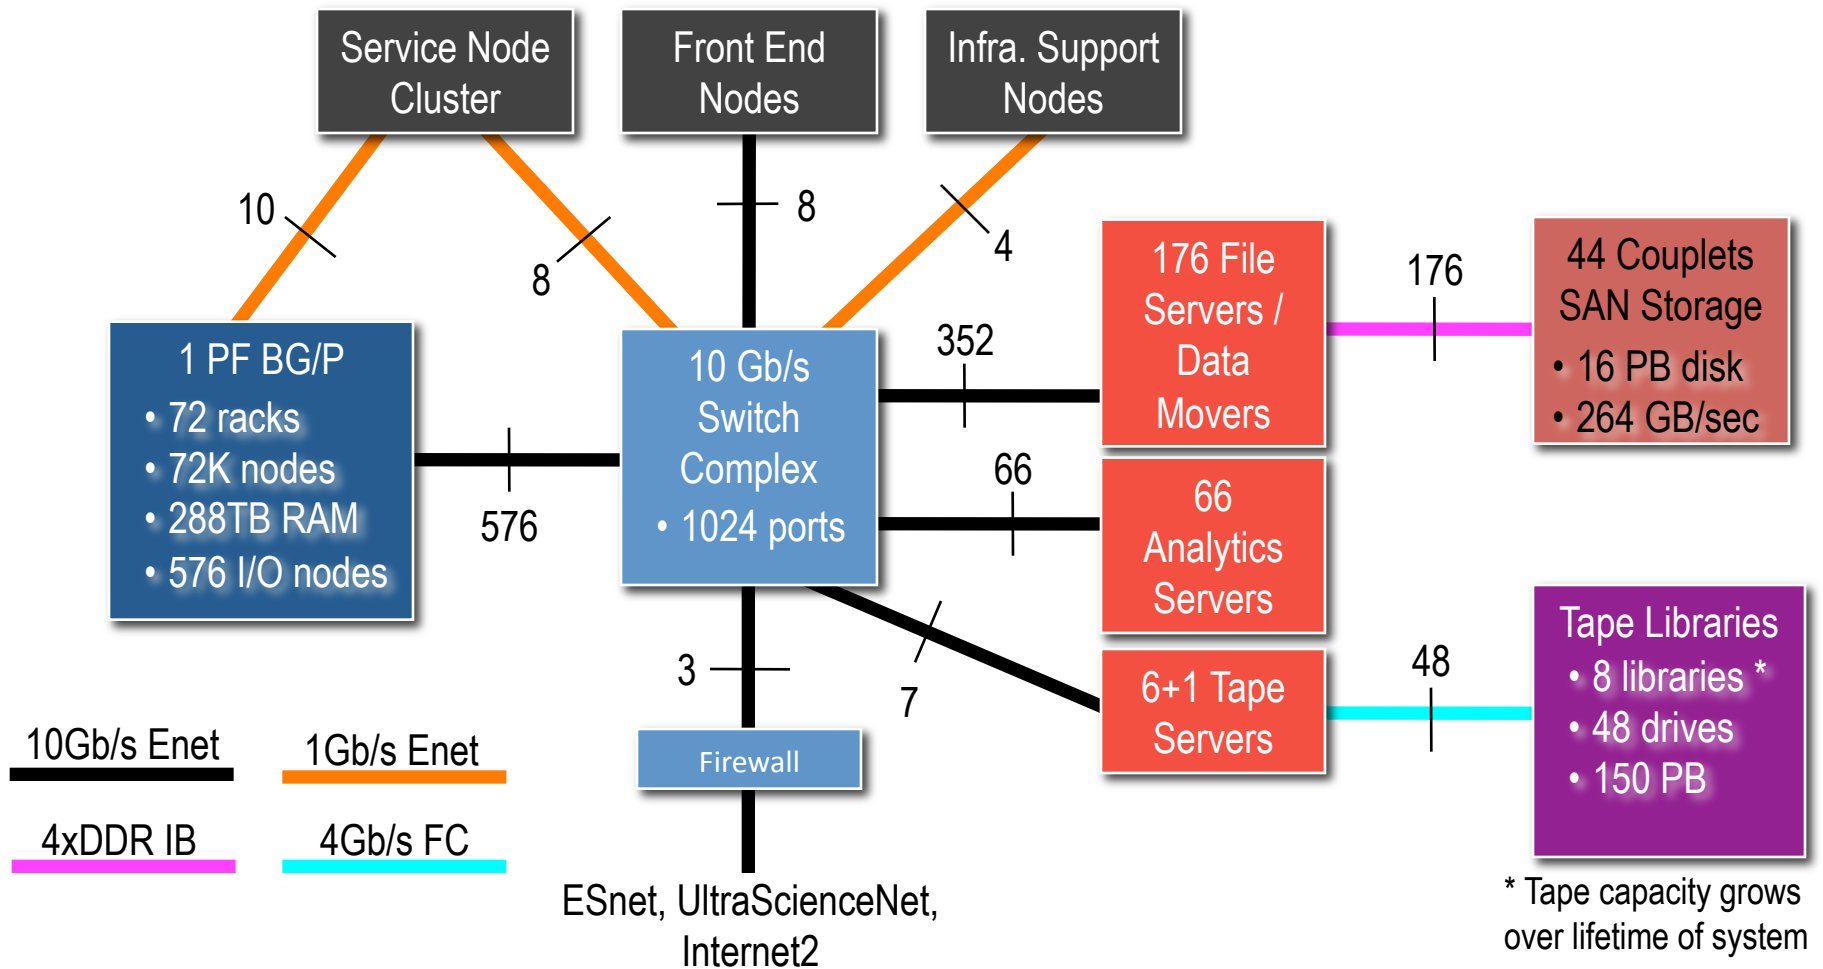 Service Node
Cluster
Front End
Nodes
Infra. Support
Nodes
10
8
8
4
1 PF BG/P
• 72 racks
• 72K nodes
• 288TB RAM
• 576 I/O nodes
576
10 Gb/s
Switch
Complex
• 1024 ports
352
66
7
3
176 File
Servers /
Data
Movers
176
44 Couplets
SAN Storage
• 16 PB disk
• 264 GB/sec
66
Analytics
Servers
6+1 Tape
Servers
48
Tape Libraries
• 8 libraries *
• 48 drives
• 150 PB
* Tape capacity grows
over lifetime of system
Firewall
ESnet, UltraScienceNet,
Internet2
10Gb/s Enet
1Gb/s Enet
4xDDR IB
4Gb/s FC